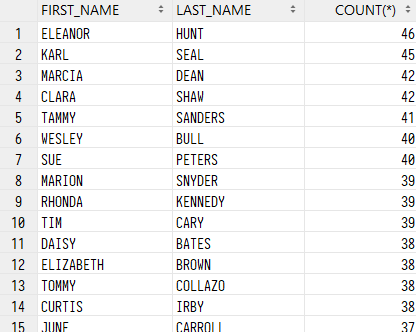 FIRST_NAME LAST_NAME COUNT(*)
1 ELEANOR HUNT 46
2 KARL SEAL 45
3 MARCIA DEAN 42
4 CLARA SHAW 42
5 TAMMY SANDERS 41
6 WESLEY BULL 40
7 SUE PETERS 40
8 MARION SNYDER 39
9 RHONDA KENNEDY 39
10 TIM CARY 39
11 DAISY BATES 38
12 ELIZABETH BROWN 38
13 TOMMY COLLAZO 38
14 CURTIS IRBY 38
15 JUNE CARROLL 37